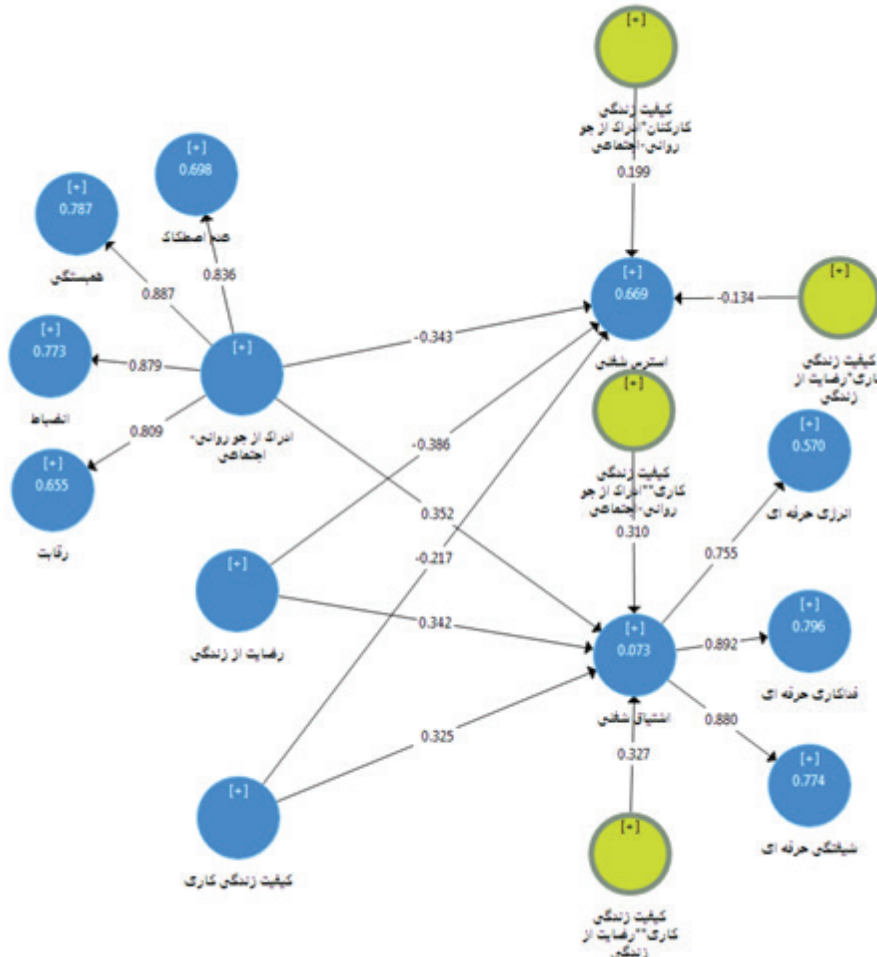 [+]
کیفیت زندگی
کارکنان*ادراک از جو
روانی-اجتماعی
0.199
[+]
0.698
عدم اصطکاک
0.836
[+]
0.787
همبستگی
0.887
[+]
0.669
استرس شغلی
[+]
-0.134
کیفیت زندگی
کاری*رضایت از
زندگی
-0.343
[+]
0.773
انضباط
0.879
[+]
ادراک از جو روانی-
اجتماعی
0.809
[+]
0.655
رقابت
[+]
کیفیت زندگی
کاری**ادراک از جو
روانی-اجتماعی
0.310
-0.386
[+]
0.570
انرژی حرفه ای
0.755
0.352
-0.217
[+]
رضایت از زندگی
0.342
[+]
0.073
اشتیاق شغلی
0.892
[+]
0.796
فداکاری حرفه ای
0.880
0.325
0.327
[+]
0.774
شیفتگی حرفه ای
[+]
کیفیت زندگی کاری
[+]
کیفیت زندگی
کاری**رضایت از
زندگی